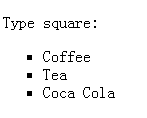 Type square:
▪ Coffee
▪ Tea
▪ Coca Cola